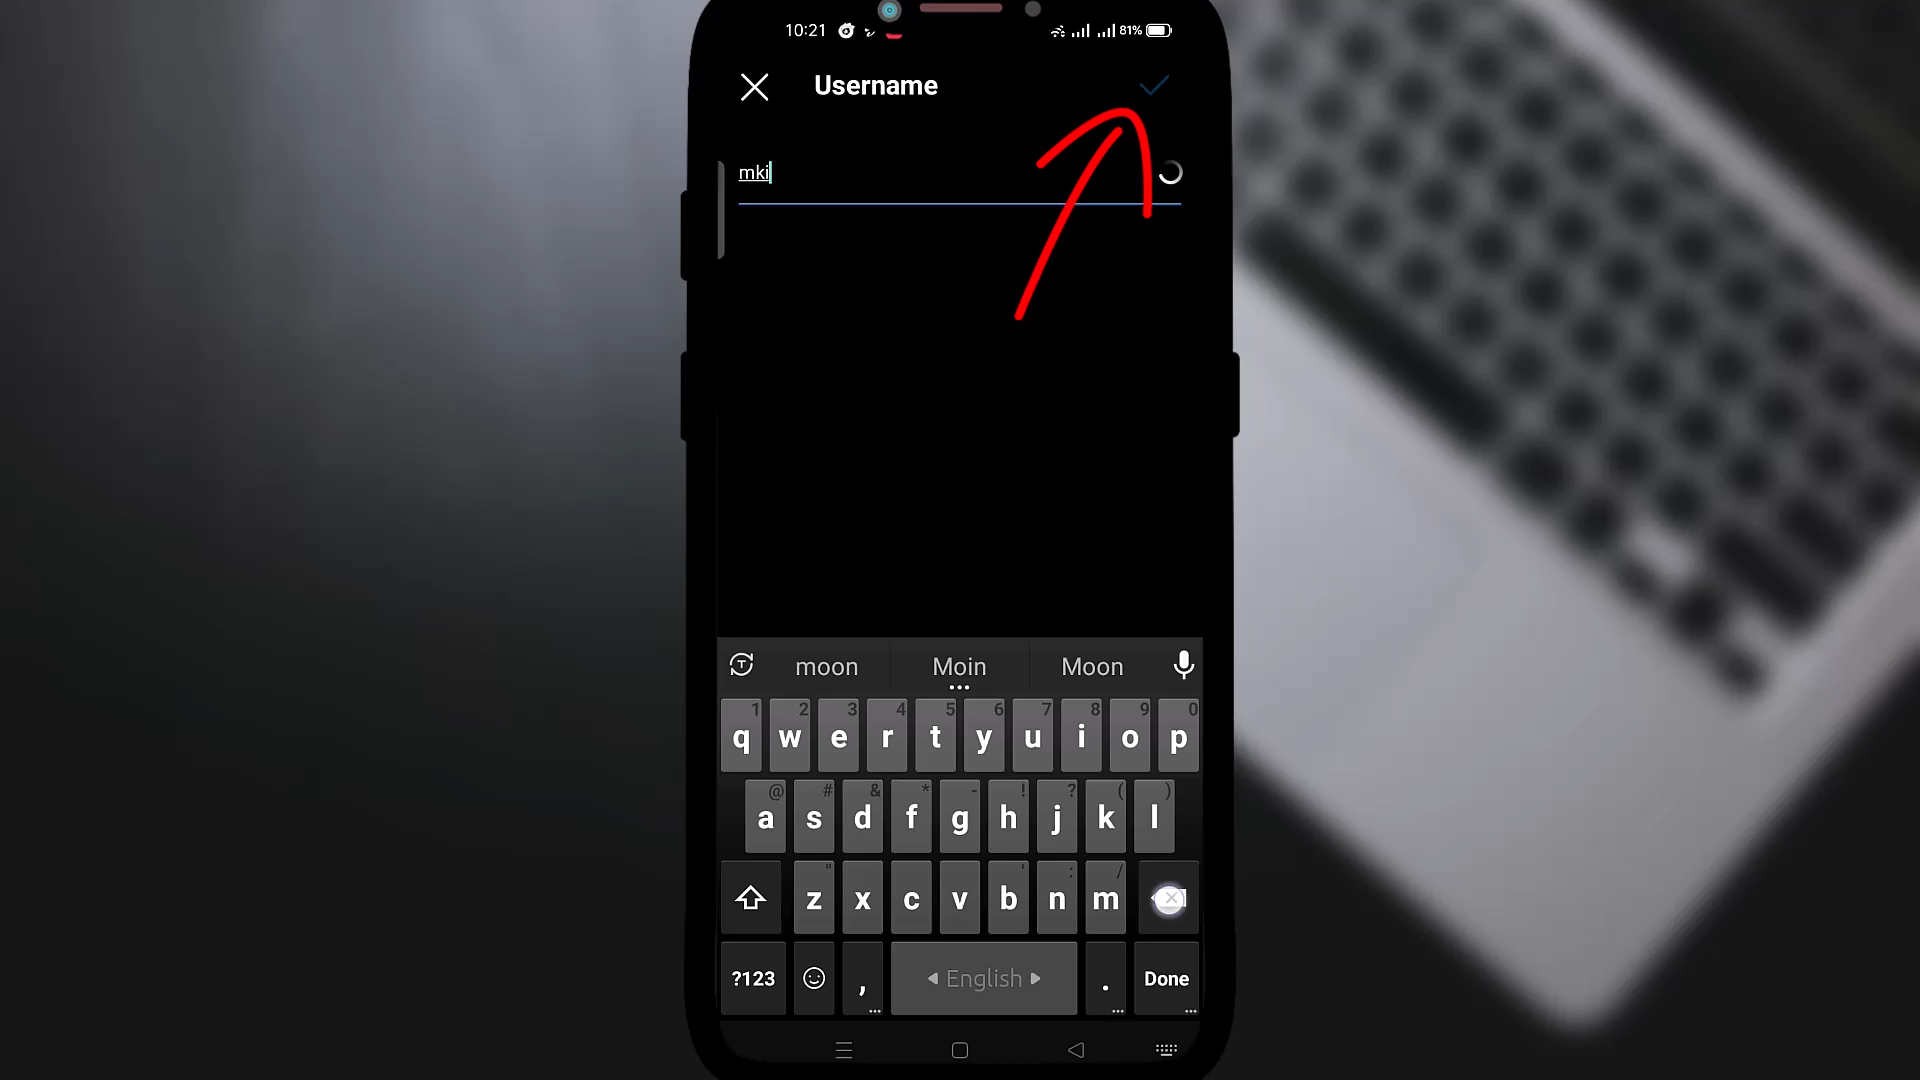 10:21 81%
Username
mki
moon Moin Moon
1 2 3 4 5 6 7 8 9 0
q w e r t y u i o p
@ # & * - ! ? ( )
a s d f g h j k l
" ' : /
z x c v b n m
?123 , English . Done